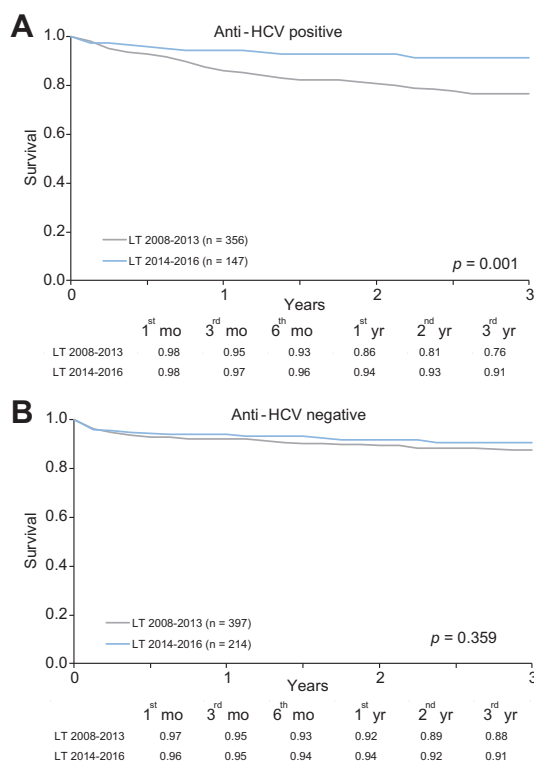 A
Anti-HCV positive
1.0
0.8
0.6
0.4
0.2
0.0
Survival
LT 2008-2013 (n = 356)
LT 2014-2016 (n = 147)
p = 0.001
0 1 2 3
Years
1st mo 3rd mo 6th mo 1st yr 2nd yr 3rd yr
LT 2008-2013 0.98 0.95 0.93 0.86 0.81 0.76
LT 2014-2016 0.98 0.97 0.96 0.94 0.93 0.91
B
Anti-HCV negative
1.0
0.8
0.6
0.4
0.2
0.0
Survival
LT 2008-2013 (n = 397)
LT 2014-2016 (n = 214)
p = 0.359
0 1 2 3
Years
1st mo 3rd mo 6th mo 1st yr 2nd yr 3rd yr
LT 2008-2013 0.97 0.95 0.93 0.92 0.89 0.88
LT 2014-2016 0.96 0.95 0.94 0.94 0.92 0.91